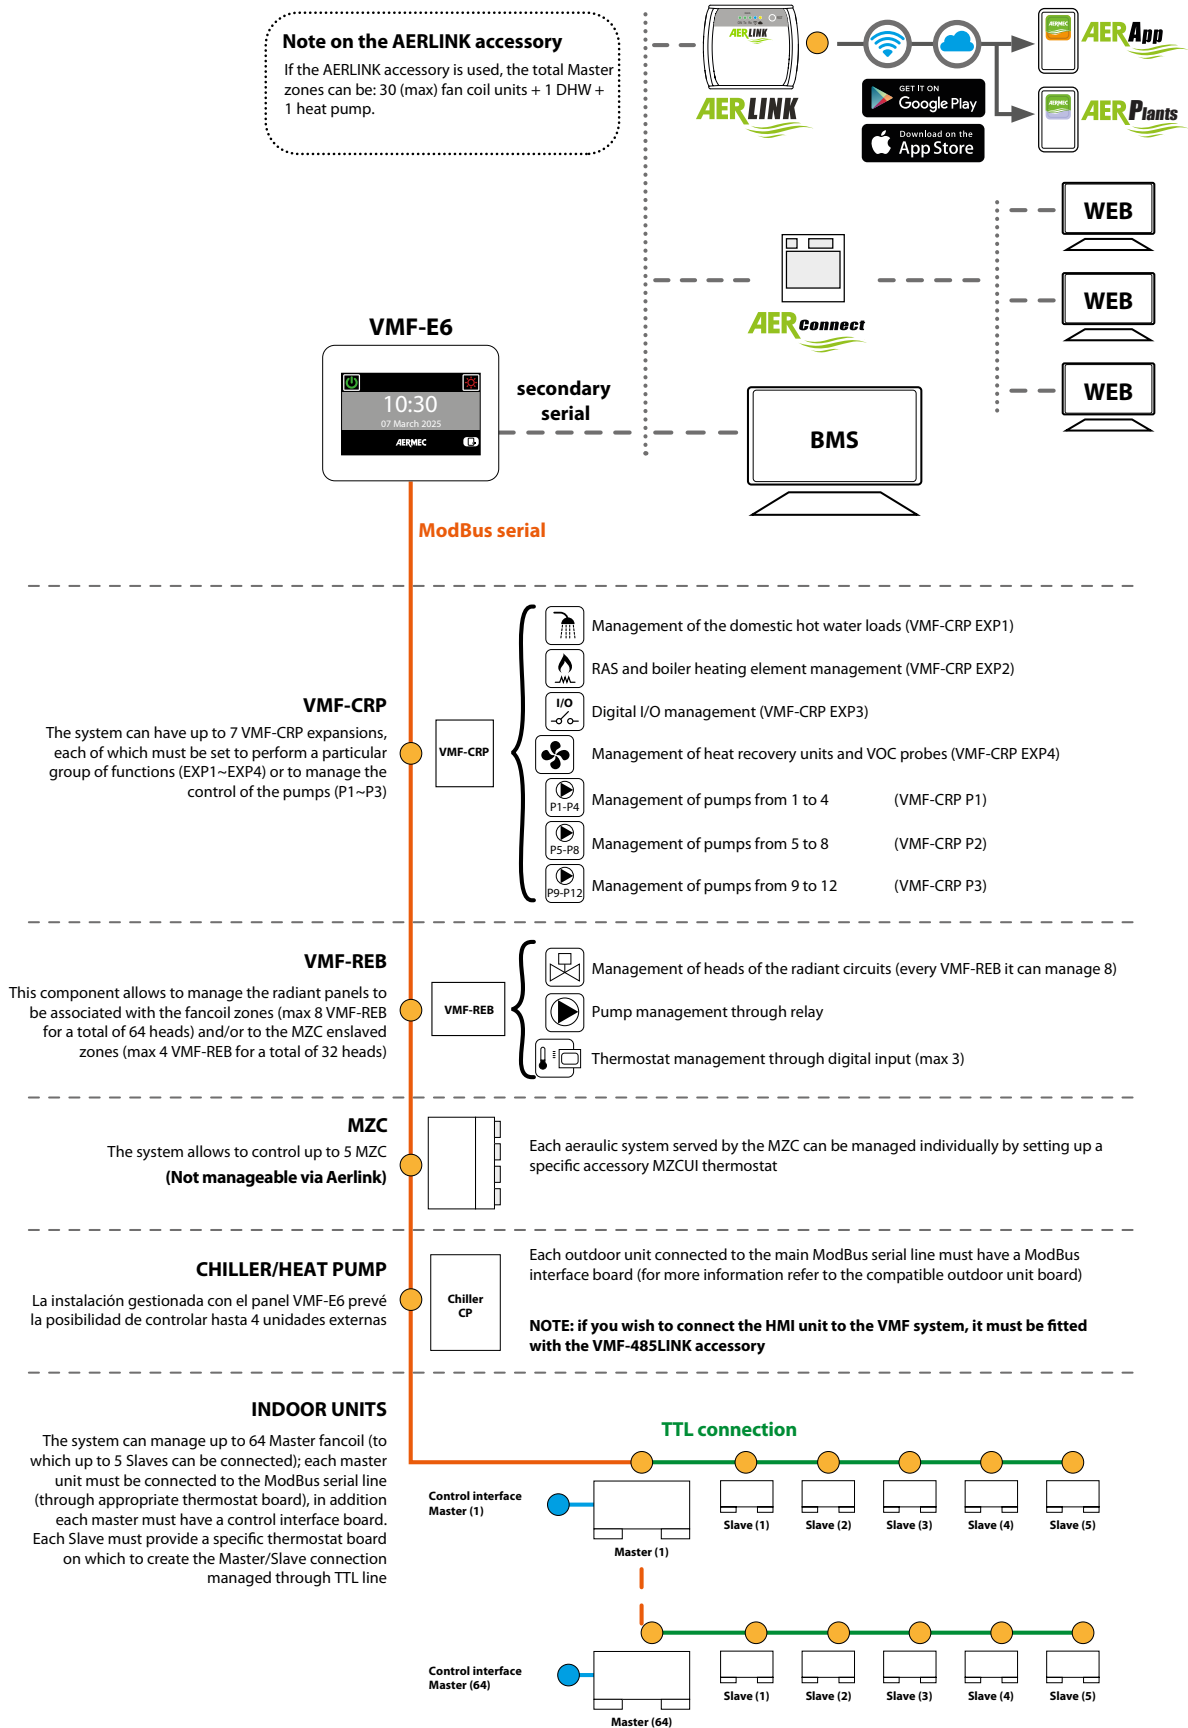 Note on the AERLINK accessory
If the AERLINK accessory is used, the total Master
zones can be: 30 (max) fan coil units + 1 DHW +
1 heat pump.
AERLINK
AERLINK
GET IT ON
Google Play
Download on the
App Store
AERMEC
AERApp
AERMEC
AERPlants
WEB
WEB
WEB
AERConnect
VMF-E6
10:30
07 March 2025
AERMEC
secondary
serial
BMS
ModBus serial
VMF-CRP
The system can have up to 7 VMF-CRP expansions,
each of which must be set to perform a particular
group of functions (EXP1~EXP4) or to manage the
control of the pumps (P1~P3)
VMF-CRP
Management of the domestic hot water loads (VMF-CRP EXP1)
RAS and boiler heating element management (VMF-CRP EXP2)
I/O
Digital I/O management (VMF-CRP EXP3)
Management of heat recovery units and VOC probes (VMF-CRP EXP4)
P1-P4
Management of pumps from 1 to 4 (VMF-CRP P1)
P5-P8
Management of pumps from 5 to 8 (VMF-CRP P2)
P9-P12
Management of pumps from 9 to 12 (VMF-CRP P3)
VMF-REB
This component allows to manage the radiant panels to
be associated with the fancoil zones (max 8 VMF-REB
for a total of 64 heads) and/or to the MZC enslaved
zones (max 4 VMF-REB for a total of 32 heads)
VMF-REB
Management of heads of the radiant circuits (every VMF-REB it can manage 8)
Pump management through relay
Thermostat management through digital input (max 3)
MZC
The system allows to control up to 5 MZC
(Not manageable via Aerlink)
Each aeraulic system served by the MZC can be managed individually by setting up a
specific accessory MZCUI thermostat
CHILLER/HEAT PUMP
La instalación gestionada con el panel VMF-E6 prevé
la posibilidad de controlar hasta 4 unidades externas
Chiller
CP
Each outdoor unit connected to the main ModBus serial line must have a ModBus
interface board (for more information refer to the compatible outdoor unit board)
NOTE: if you wish to connect the HMI unit to the VMF system, it must be fitted
with the VMF-485LINK accessory
INDOOR UNITS
The system can manage up to 64 Master fancoil (to
which up to 5 Slaves can be connected); each master
unit must be connected to the ModBus serial line
(through appropriate thermostat board), in addition
each master must have a control interface board.
Each Slave must provide a specific thermostat board
on which to create the Master/Slave connection
managed through TTL line
TTL connection
Control interface
Master (1)
Master (1)
Slave (1)
Slave (2)
Slave (3)
Slave (4)
Slave (5)
Control interface
Master (64)
Master (64)
Slave (1)
Slave (2)
Slave (3)
Slave (4)
Slave (5)